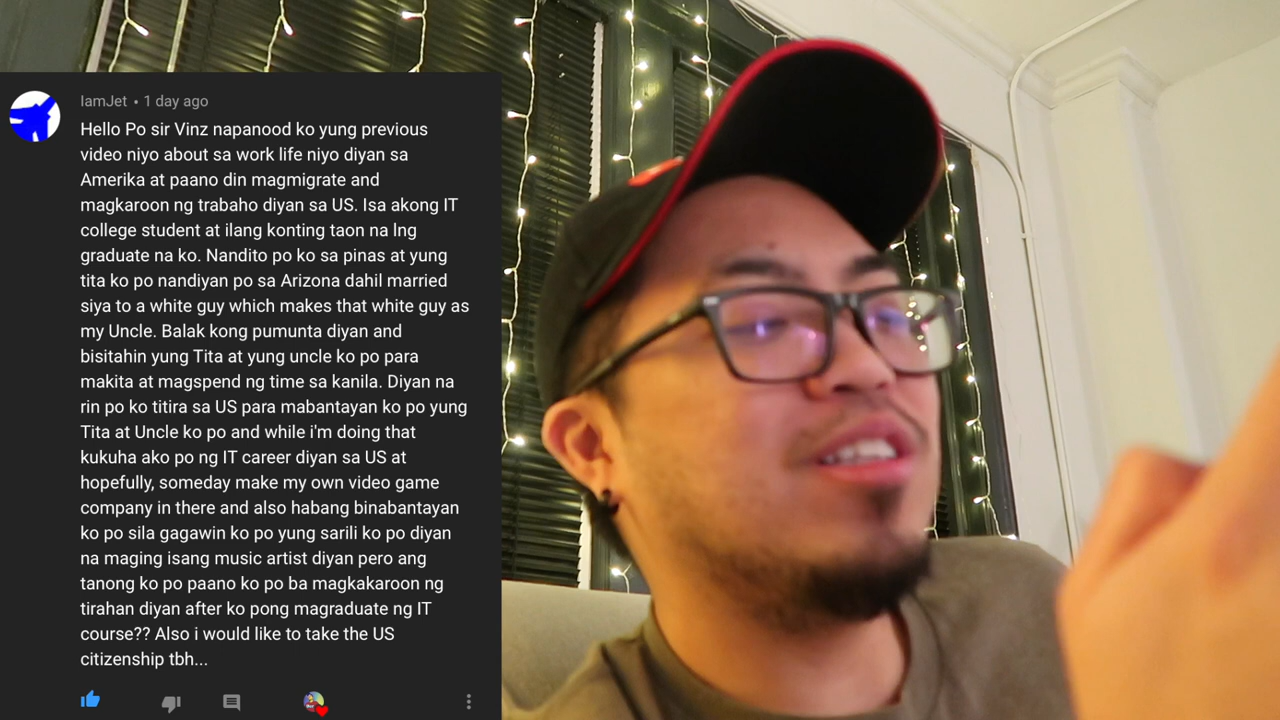 IamJet • 1 day ago
Hello Po sir Vinz napanood ko yung previous
video niyo about sa work life niyo diyan sa
Amerika at paano din magmigrate and
magkaroon ng trabaho diyan sa US. Isa akong IT
college student at ilang konting taon na lng
graduate na ko. Nandito po ko sa pinas at yung
tita ko po nandiyan po sa Arizona dahil married
siya to a white guy which makes that white guy as
my Uncle. Balak kong pumunta diyan and
bisitahin yung Tita at yung uncle ko po para
makita at magspend ng time sa kanila. Diyan na
rin po ko titira sa US para mabantayan ko po yung
Tita at Uncle ko po and while i'm doing that
kukuha ako po ng IT career diyan sa US at
hopefully, someday make my own video game
company in there and also habang binabantayan
ko po sila gagawin ko po yung sarili ko po diyan
na maging isang music artist diyan pero ang
tanong ko po paano ko po ba magkakaroon ng
tirahan diyan after ko pong magraduate ng IT
course?? Also i would like to take the US
citizenship tbh...